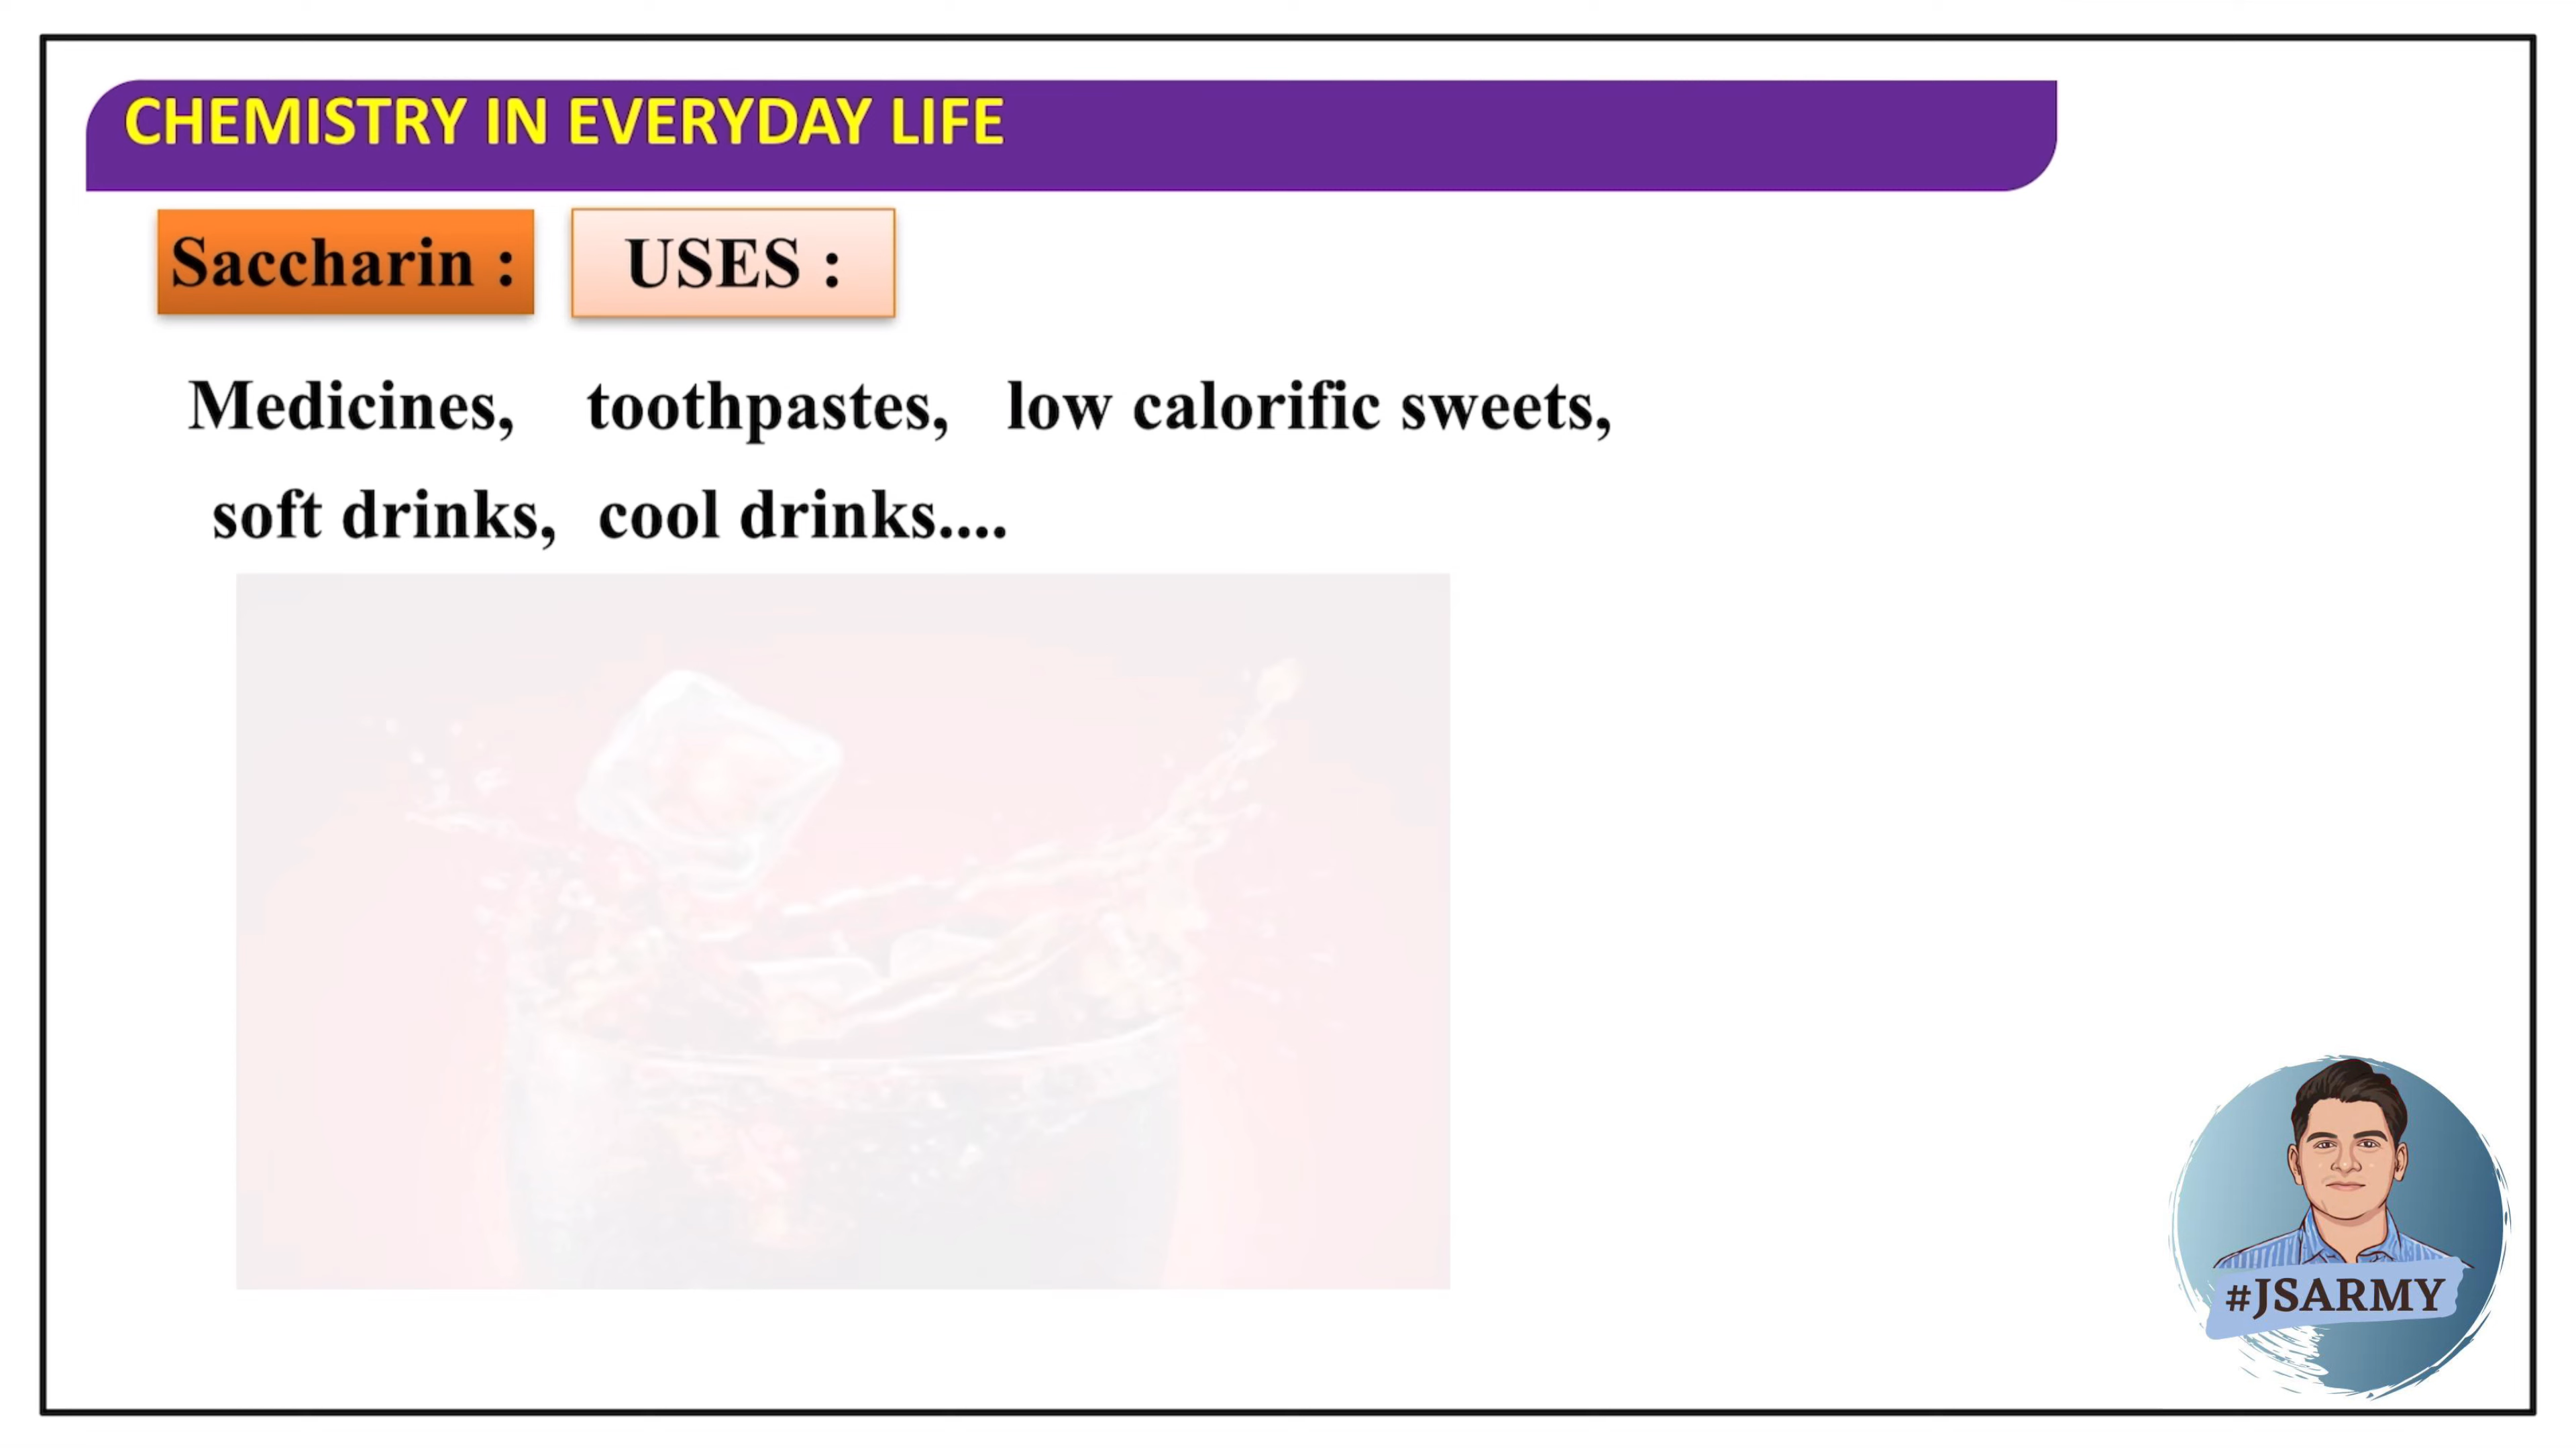 CHEMISTRY IN EVERYDAY LIFE
Saccharin : USES :
Medicines, toothpastes, low calorific sweets,
soft drinks, cool drinks....
#JSARMY